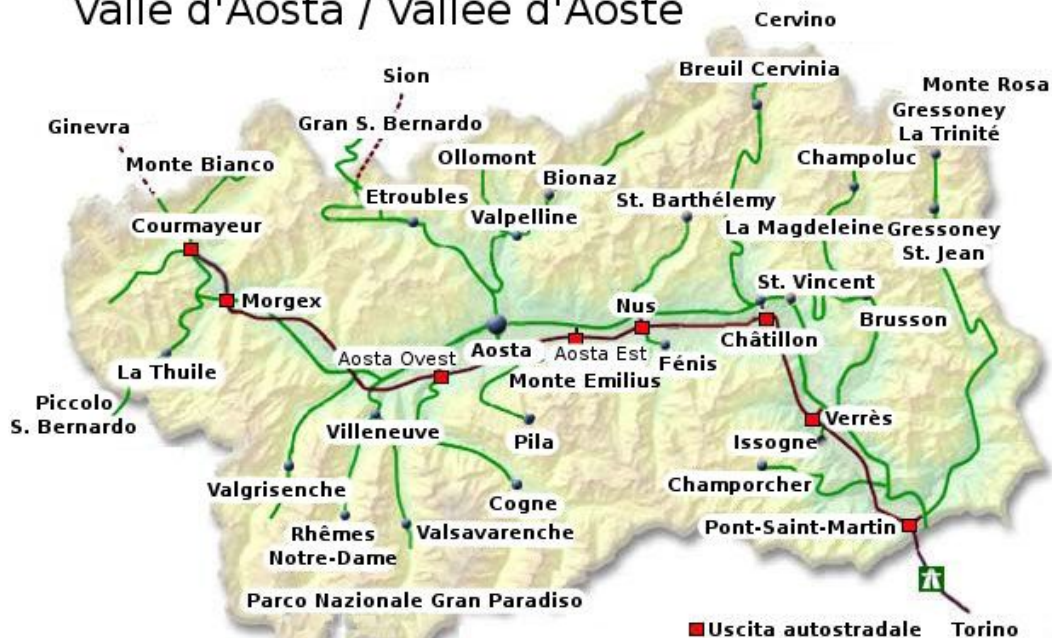 Valle d'Aosta / Vallée d'Aoste
Cervino
Breuil Cervinia
Sion
Monte Rosa
Gressoney
La Trinité
Ginevra
Gran S. Bernardo
Monte Bianco
Ollomont
Champoluc
Bionaz
Etroubles
St. Barthélemy
Valpelline
Courmayeur
La Magdeleine
Gressoney
St. Jean
St. Vincent
Morgex
Nus
Brusson
Châtillon
Aosta Ovest
Aosta
Aosta Est
Fénis
La Thuile
Monte Emilius
Piccolo
S. Bernardo
Villeneuve
Pila
Verrès
Issogne
Valgrisenche
Champorcher
Cogne
Rhêmes
Notre-Dame
Valsavarenche
Pont-Saint-Martin
Parco Nazionale Gran Paradiso
Uscita autostradale
Torino